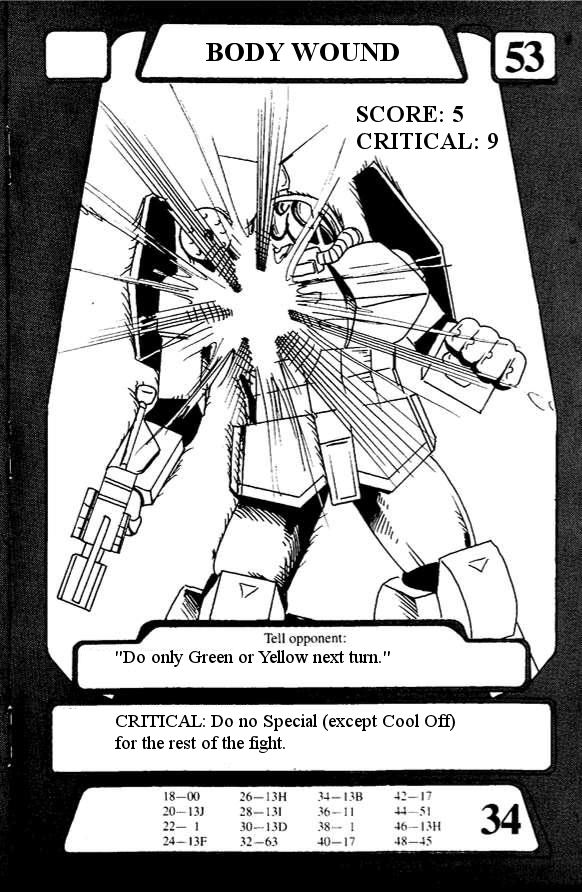 BODY WOUND
53
SCORE: 5
CRITICAL: 9
Tell opponent:
"Do only Green or Yellow next turn."
CRITICAL: Do no Special (except Cool Off)
for the rest of the fight.
18—00 26—13H 34—13B 42—17
20—13J 28—13I 36—11 44—51
22— 1 30—13D 38— 1 46—13H
24—13F 32—63 40—17 48—45
34